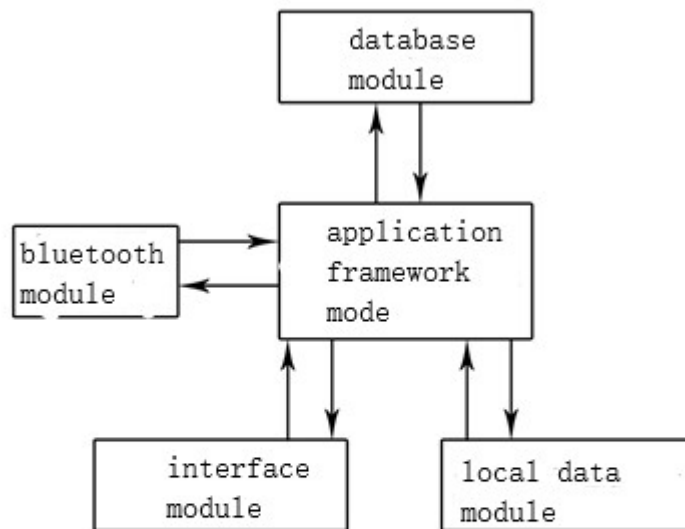 database
module
bluetooth
module
application
framework
mode
interface
module
local data
module